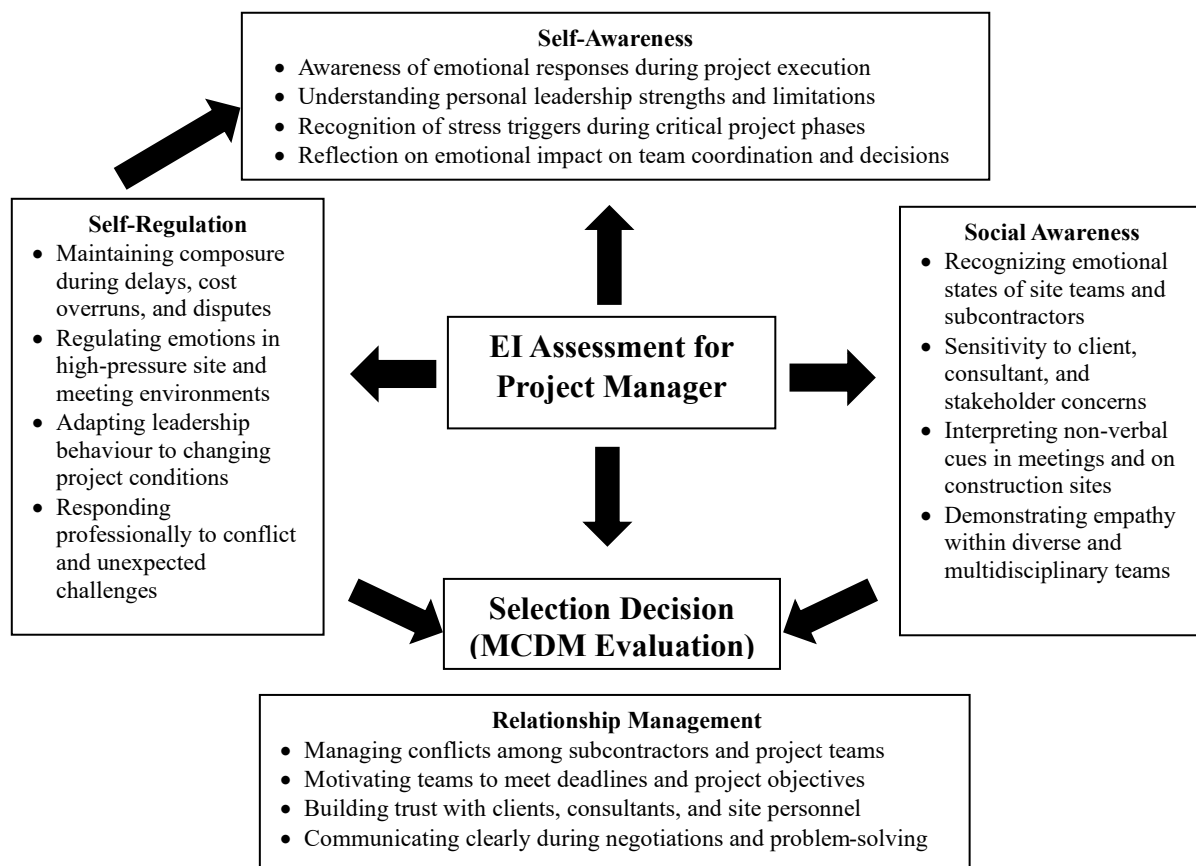 Self-Awareness
• Awareness of emotional responses during project execution
• Understanding personal leadership strengths and limitations
• Recognition of stress triggers during critical project phases
• Reflection on emotional impact on team coordination and decisions
Self-Regulation
• Maintaining composure
during delays, cost
overruns, and disputes
• Regulating emotions in
high-pressure site and
meeting environments
• Adapting leadership
behaviour to changing
project conditions
• Responding
professionally to conflict
and unexpected
challenges
EI Assessment for
Project Manager
Social Awareness
• Recognizing emotional
states of site teams and
subcontractors
• Sensitivity to client,
consultant, and
stakeholder concerns
• Interpreting non-verbal
cues in meetings and on
construction sites
• Demonstrating empathy
within diverse and
multidisciplinary teams
Selection Decision
(MCDM Evaluation)
Relationship Management
• Managing conflicts among subcontractors and project teams
• Motivating teams to meet deadlines and project objectives
• Building trust with clients, consultants, and site personnel
• Communicating clearly during negotiations and problem-solving